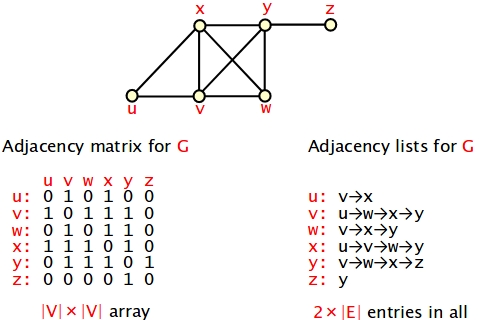 x y z
u v w
Adjacency matrix for G
u v w x y z
u: 0 1 0 1 0 0
v: 1 0 1 1 1 0
w: 0 1 0 1 1 0
x: 1 1 1 0 1 0
y: 0 1 1 1 0 1
z: 0 0 0 0 1 0
|V|×|V| array
Adjacency lists for G
u: v→x
v: u→w→x→y
w: v→x→y
x: u→v→w→y
y: v→w→x→z
z: y
2×|E| entries in all